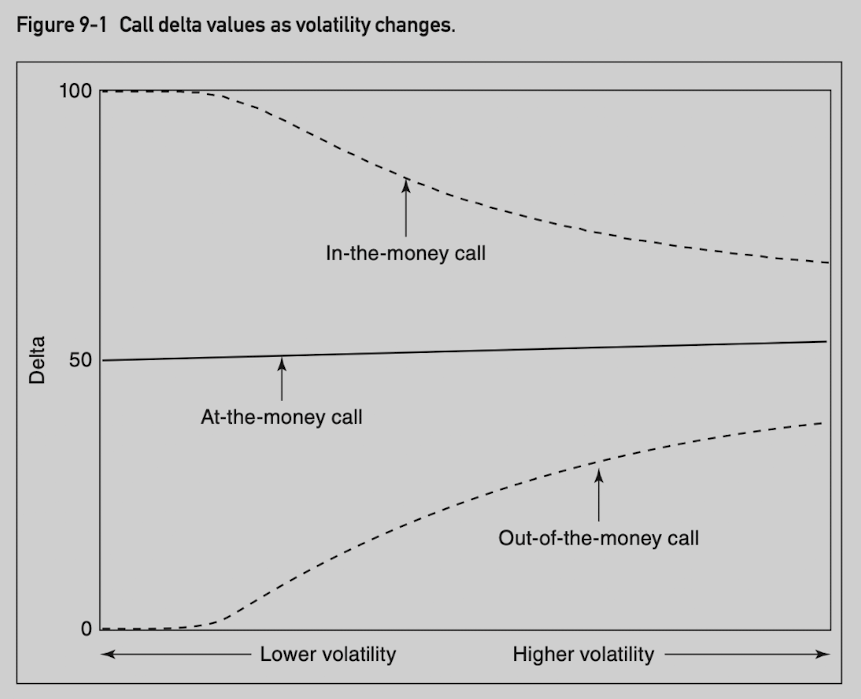 Figure 9-1 Call delta values as volatility changes.
100
In-the-money call
Delta
50
At-the-money call
Out-of-the-money call
0
Lower volatility
Higher volatility